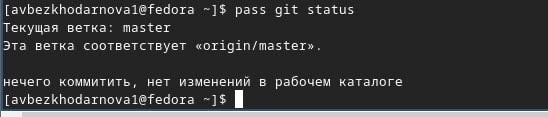 [avbezkhodarnova1@fedora ~]$ pass git status
Текущая ветка: master
Эта ветка соответствует «origin/master».
нечего коммитить, нет изменений в рабочем каталоге
[avbezkhodarnova1@fedora ~]$